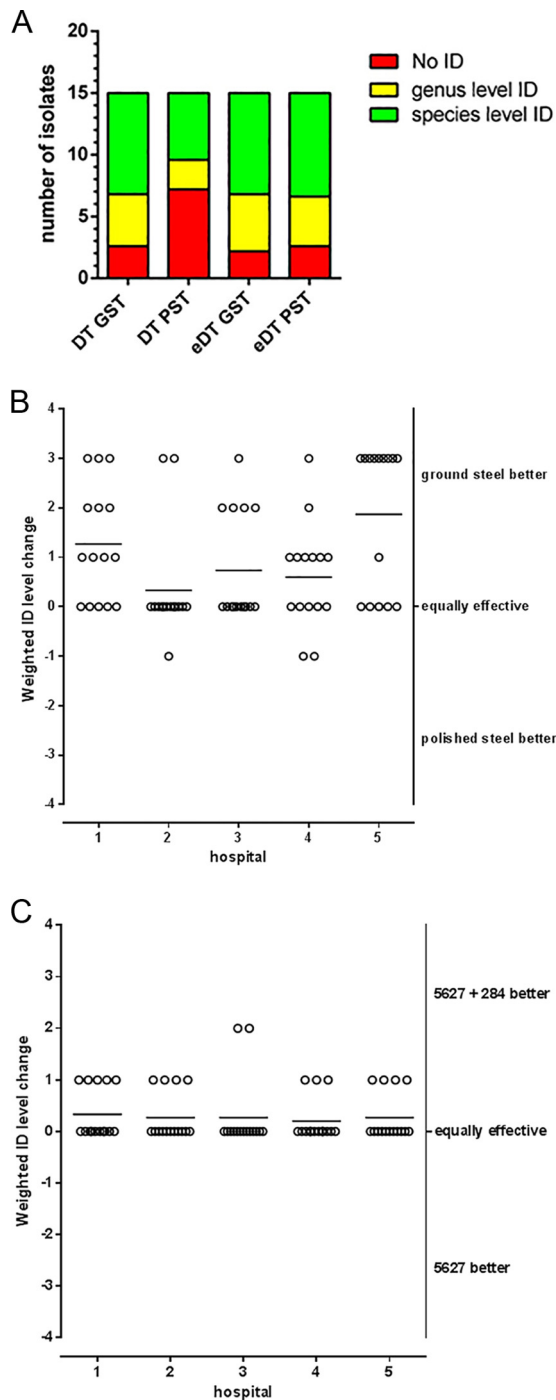 A
number of isolates
20
15
10
5
0
DT GST
DT PST
eDT GST
eDT PST
No ID
genus level ID
species level ID
B
Weighted ID level change
4
3
2
1
0
-1
-2
-3
-4
ground steel better
equally effective
polished steel better
1 2 3 4 5
hospital
C
Weighted ID level change
4
3
2
1
0
-1
-2
-3
-4
5627 + 284 better
equally effective
5627 better
1 2 3 4 5
hospital